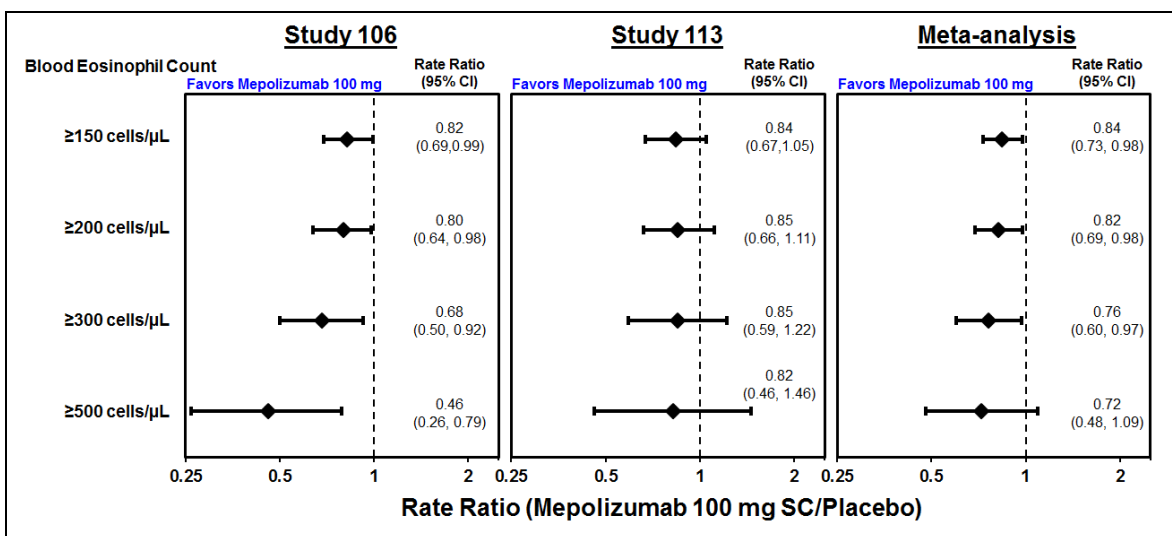 Study 106 Study 113 Meta-analysis
Blood Eosinophil Count Rate Ratio Rate Ratio Rate Ratio
Favors Mepolizumab 100 mg (95% CI) Favors Mepolizumab 100 mg (95% CI) Favors Mepolizumab 100 mg (95% CI)
≥150 cells/µL 0.82 0.84 0.84
(0.69,0.99) (0.67,1.05) (0.73, 0.98)
≥200 cells/µL 0.80 0.85 0.82
(0.64, 0.98) (0.66, 1.11) (0.69, 0.98)
≥300 cells/µL 0.68 0.85 0.76
(0.50, 0.92) (0.59, 1.22) (0.60, 0.97)
≥500 cells/µL 0.46 0.82 0.72
(0.26, 0.79) (0.46, 1.46) (0.48, 1.09)
0.25 0.5 1 2 0.25 0.5 1 2 0.25 0.5 1 2
Rate Ratio (Mepolizumab 100 mg SC/Placebo)